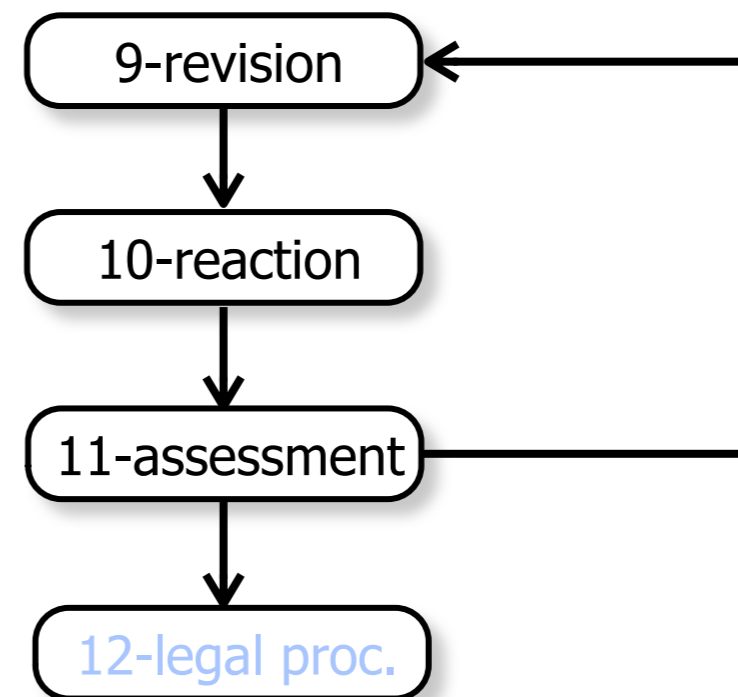 9-revision
10-reaction
11-assessment
12-legal proc.